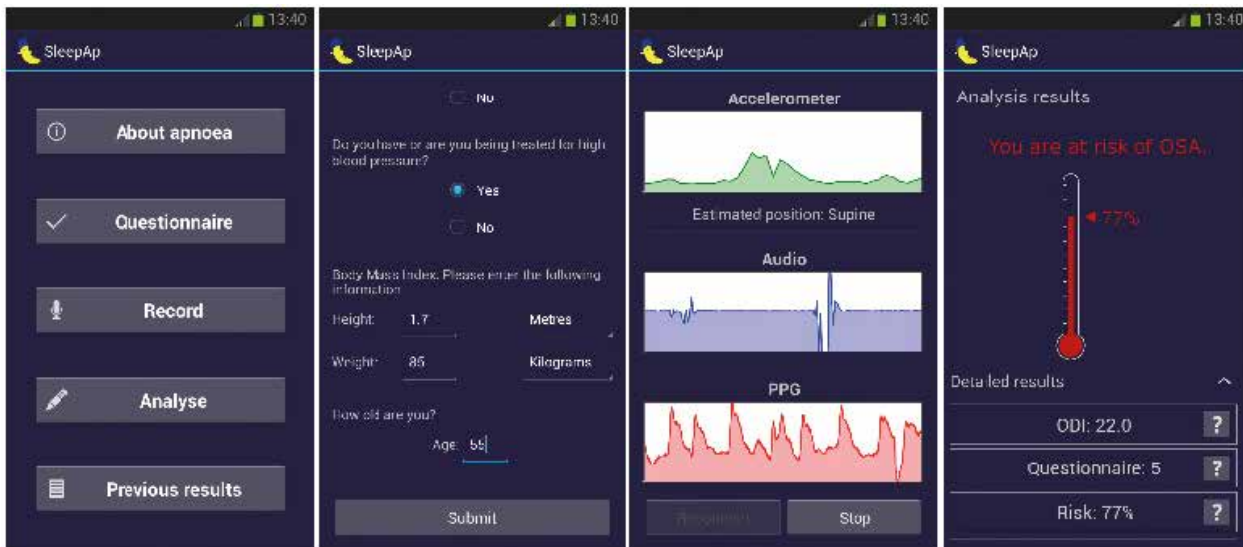 13:40
SleepAp
About apnoea
Questionnaire
Record
Analyse
Previous results
13:40
SleepAp
No
Do you have or are you being treated for high
blood pressure?
Yes
No
Body Mass Index. Please enter the following
information
Height: 1.7 Metres
Weight: 85 Kilograms
How old are you?
Age: 55
Submit
13:40
SleepAp
Accelerometer
Estimated position: Supine
Audio
PPG
Stop
13:40
SleepAp
Analysis results
You are at risk of OSA.
77%
Detailed results
ODI: 22.0 ?
Questionnaire: 5 ?
Risk: 77% ?